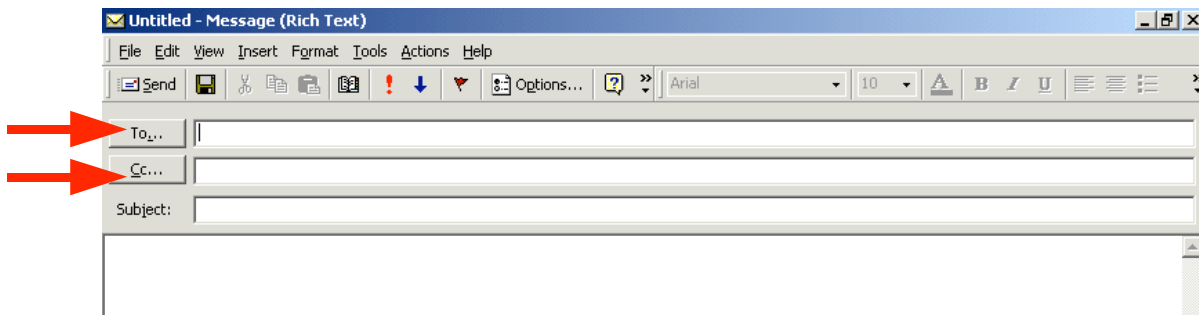 Untitled - Message (Rich Text)
File Edit View Insert Format Tools Actions Help
Send Options... Arial 10 A B I U
To...
Cc...
Subject: